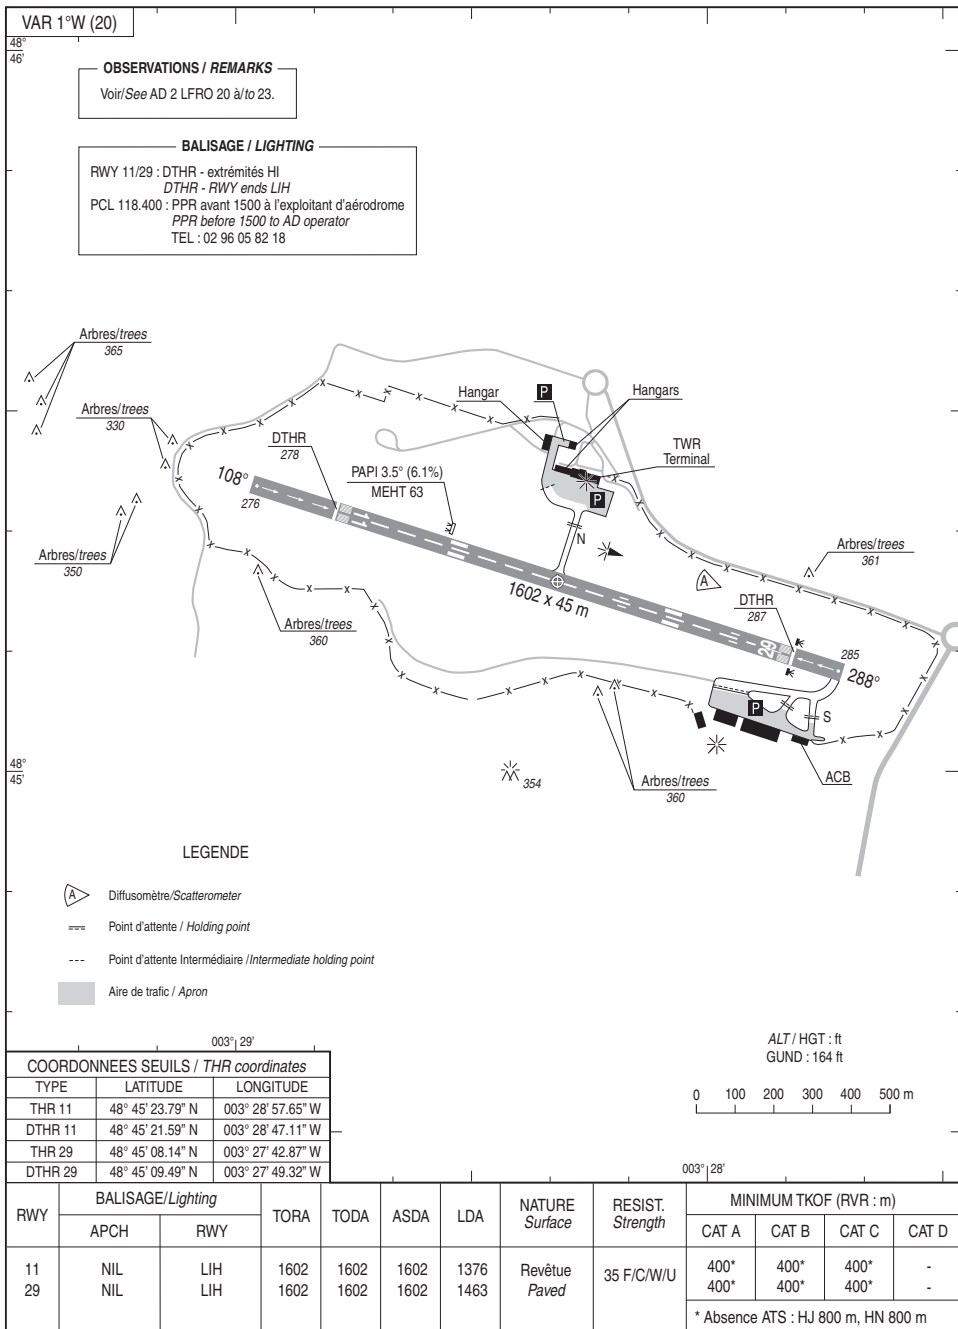 VAR 1°W (20)
48°
46'
OBSERVATIONS / REMARKS
Voir/See AD 2 LFRO 20 à/to 23.
BALISAGE / LIGHTING
RWY 11/29 : DTHR - extrémités HI
DTHR - RWY ends LIH
PCL 118.400 : PPR avant 1500 à l'exploitant d'aérodrome
PPR before 1500 to AD operator
TEL : 02 96 05 82 18
Arbres/trees
365
Arbres/trees
330
Hangar
P
Hangars
DTHR
278
TWR
Terminal
PAPI 3.5° (6.1%)
MEHT 63
108°
276
P
N
Arbres/trees
350
Arbres/trees
361
A
1602 x 45 m
DTHR
287
Arbres/trees
360
29
285
288°
P
S
48°
45'
354
Arbres/trees
360
ACB
LEGENDE
A Diffusomètre/Scatterometer
Point d'attente / Holding point
Point d'attente Intermédiaire /Intermediate holding point
Aire de trafic / Apron
003° 29'
ALT / HGT : ft
GUND : 164 ft
0 100 200 300 400 500 m
COORDONNEES SEUILS / THR coordinates
TYPE LATITUDE LONGITUDE
THR 11 48° 45' 23.79" N 003° 28' 57.65" W
DTHR 11 48° 45' 21.59" N 003° 28' 47.11" W
THR 29 48° 45' 08.14" N 003° 27' 42.87" W
DTHR 29 48° 45' 09.49" N 003° 27' 49.32" W
003° 28'
RWY BALISAGE/Lighting TORA TODA ASDA LDA NATURE Surface RESIST. Strength MINIMUM TKOF (RVR : m)
APCH RWY CAT A CAT B CAT C CAT D
11 NIL LIH 1602 1602 1602 1376 Revêtue 35 F/C/W/U 400* 400* 400* -
29 NIL LIH 1602 1602 1602 1463 Paved 400* 400* 400* -
* Absence ATS : HJ 800 m, HN 800 m